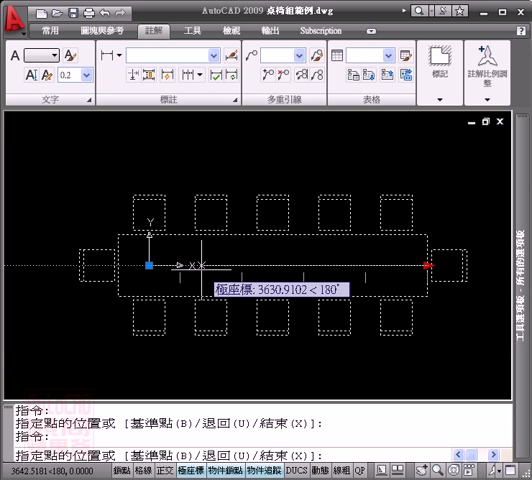 AutoCAD 2009 桌椅組範例.dwg
常用 圖塊與參考 註解 工具 檢視 輸出 Subscription
A
0.2
標記
註解比例調整
文字 標註 多重引線 表格
Y
X
極座標: 3630.9102 < 180°
工具選項板 - 所有的選項板
指令:
指定點的位置或 [基準點(B)/退回(U)/結束(X)]:
指令:
指定點的位置或 [基準點(B)/退回(U)/結束(X)]:
3642.5181<180, 0.0000 鎖點 格線 正交 極座標 物件鎖點 物件追蹤 DUCS 動態 線粗 QP